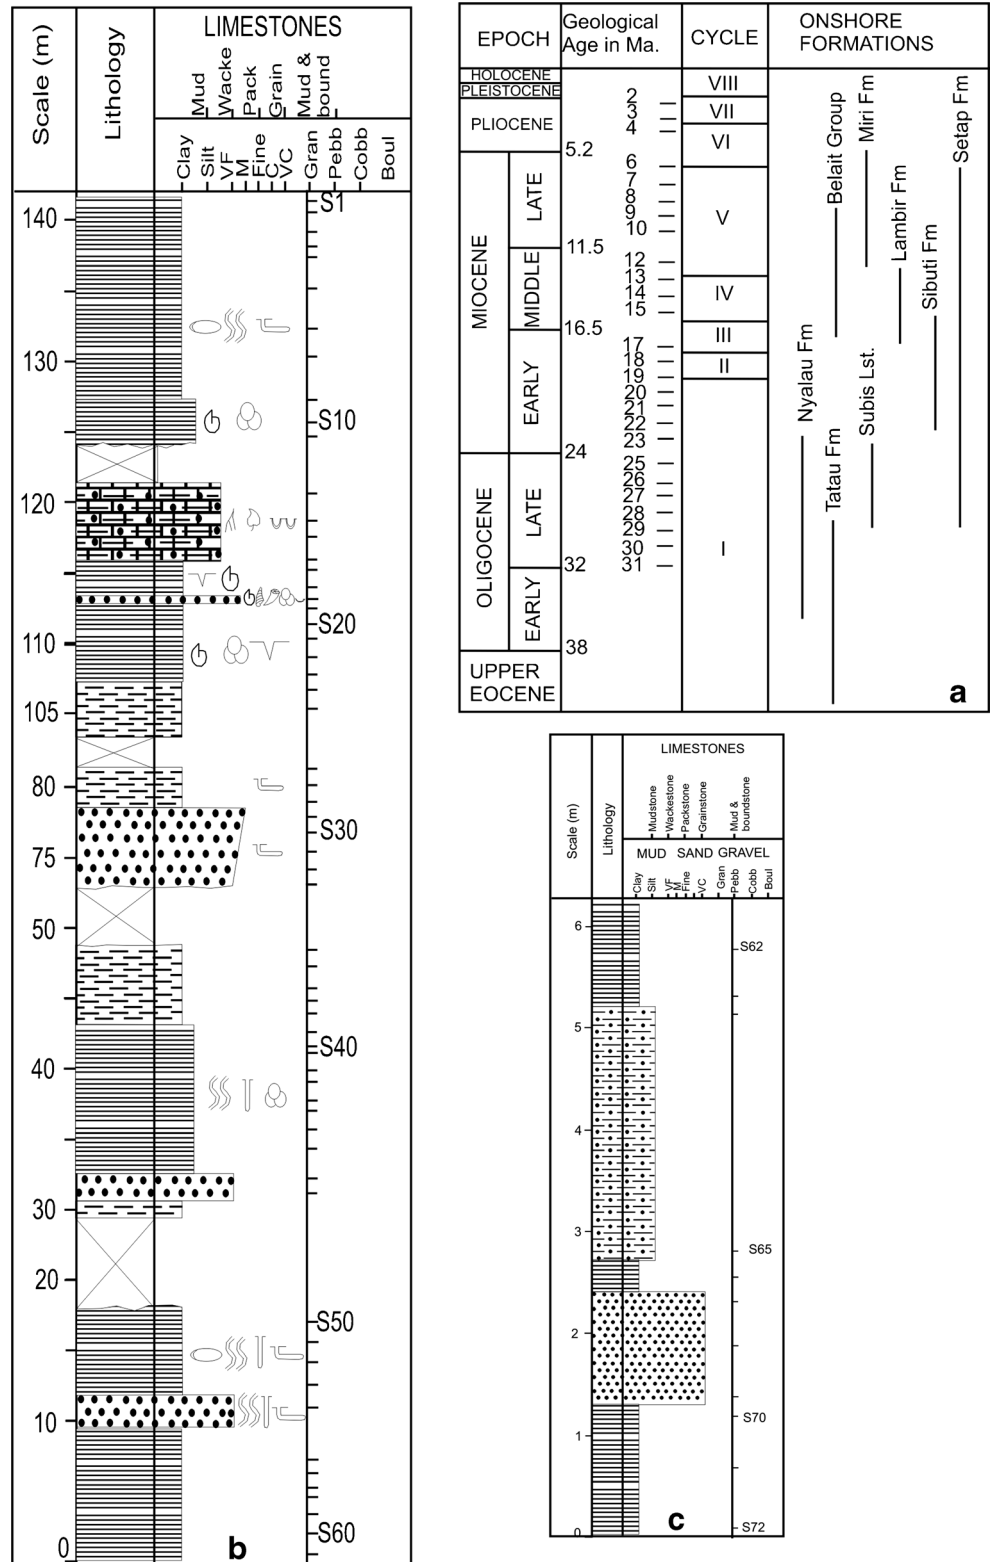 Scale (m)
Lithology
LIMESTONES
Mud
Wacke
Pack
Grain
Mud &
bound
Clay
Silt
VF
M
Fine
C
VC
Gran
Pebb
Cobb
Boul
140
130
120
110
105
80
75
50
40
30
20
10
0
S1
S10
S20
S30
S40
S50
S60
b
EPOCH
Geological
Age in Ma.
CYCLE
ONSHORE
FORMATIONS
HOLOCENE
PLEISTOCENE
PLIOCENE
MIOCENE
LATE
MIDDLE
EARLY
OLIGOCENE
LATE
EARLY
UPPER
EOCENE
5.2
11.5
16.5
24
32
38
2
3
4
6
7
8
9
10
12
13
14
15
17
18
19
20
21
22
23
25
26
27
28
29
30
31
VIII
VII
VI
V
IV
III
II
I
Nyalau Fm
Tatau Fm
Belait Group
Subis Lst.
Miri Fm
Lambir Fm
Sibuti Fm
Setap Fm
a
Scale (m)
Lithology
LIMESTONES
Mudstone
Wackestone
Packstone
Grainstone
Mud &
boundstone
MUD SAND GRAVEL
Clay
Silt
VF
M
Fine
VC
Gran
Pebb
Cobb
Boul
6
5
4
3
2
1
0
S62
S65
S70
S72
c